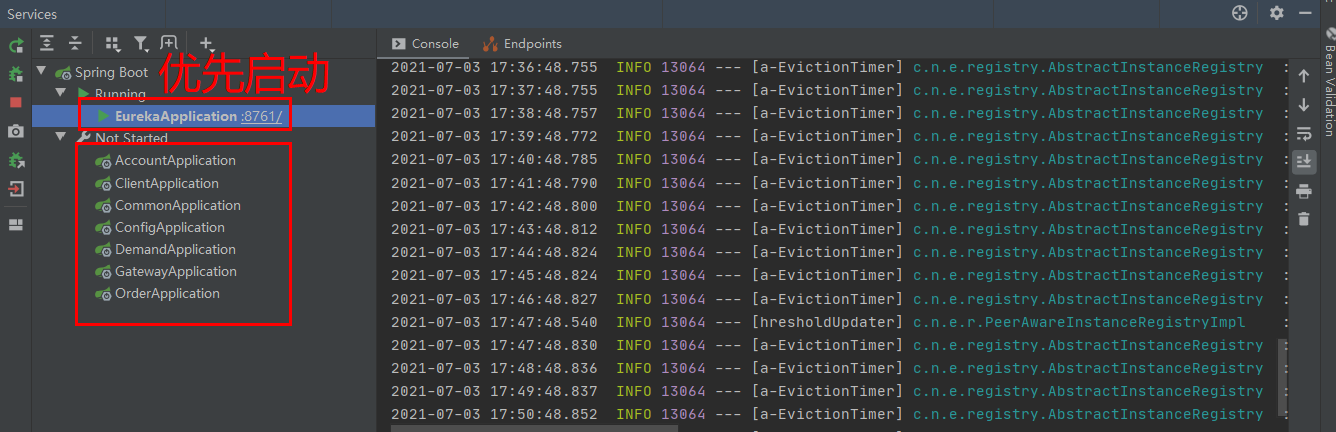 Services
Console
Endpoints
Spring Boot
优先启动
Running
EurekaApplication :8761/
Not Started
AccountApplication
ClientApplication
CommonApplication
ConfigApplication
DemandApplication
GatewayApplication
OrderApplication
2021-07-03 17:36:48.755 INFO 13064 --- [a-EvictionTimer] c.n.e.registry.AbstractInstanceRegistry :
2021-07-03 17:37:48.755 INFO 13064 --- [a-EvictionTimer] c.n.e.registry.AbstractInstanceRegistry :
2021-07-03 17:38:48.757 INFO 13064 --- [a-EvictionTimer] c.n.e.registry.AbstractInstanceRegistry :
2021-07-03 17:39:48.772 INFO 13064 --- [a-EvictionTimer] c.n.e.registry.AbstractInstanceRegistry :
2021-07-03 17:40:48.785 INFO 13064 --- [a-EvictionTimer] c.n.e.registry.AbstractInstanceRegistry :
2021-07-03 17:41:48.790 INFO 13064 --- [a-EvictionTimer] c.n.e.registry.AbstractInstanceRegistry :
2021-07-03 17:42:48.800 INFO 13064 --- [a-EvictionTimer] c.n.e.registry.AbstractInstanceRegistry :
2021-07-03 17:43:48.812 INFO 13064 --- [a-EvictionTimer] c.n.e.registry.AbstractInstanceRegistry :
2021-07-03 17:44:48.824 INFO 13064 --- [a-EvictionTimer] c.n.e.registry.AbstractInstanceRegistry :
2021-07-03 17:45:48.824 INFO 13064 --- [a-EvictionTimer] c.n.e.registry.AbstractInstanceRegistry :
2021-07-03 17:46:48.827 INFO 13064 --- [a-EvictionTimer] c.n.e.registry.AbstractInstanceRegistry :
2021-07-03 17:47:48.540 INFO 13064 --- [hresholdUpdater] c.n.e.r.PeerAwareInstanceRegistryImpl :
2021-07-03 17:47:48.830 INFO 13064 --- [a-EvictionTimer] c.n.e.registry.AbstractInstanceRegistry :
2021-07-03 17:48:48.836 INFO 13064 --- [a-EvictionTimer] c.n.e.registry.AbstractInstanceRegistry :
2021-07-03 17:49:48.837 INFO 13064 --- [a-EvictionTimer] c.n.e.registry.AbstractInstanceRegistry :
2021-07-03 17:50:48.852 INFO 13064 --- [a-EvictionTimer] c.n.e.registry.AbstractInstanceRegistry :
Bean Validation